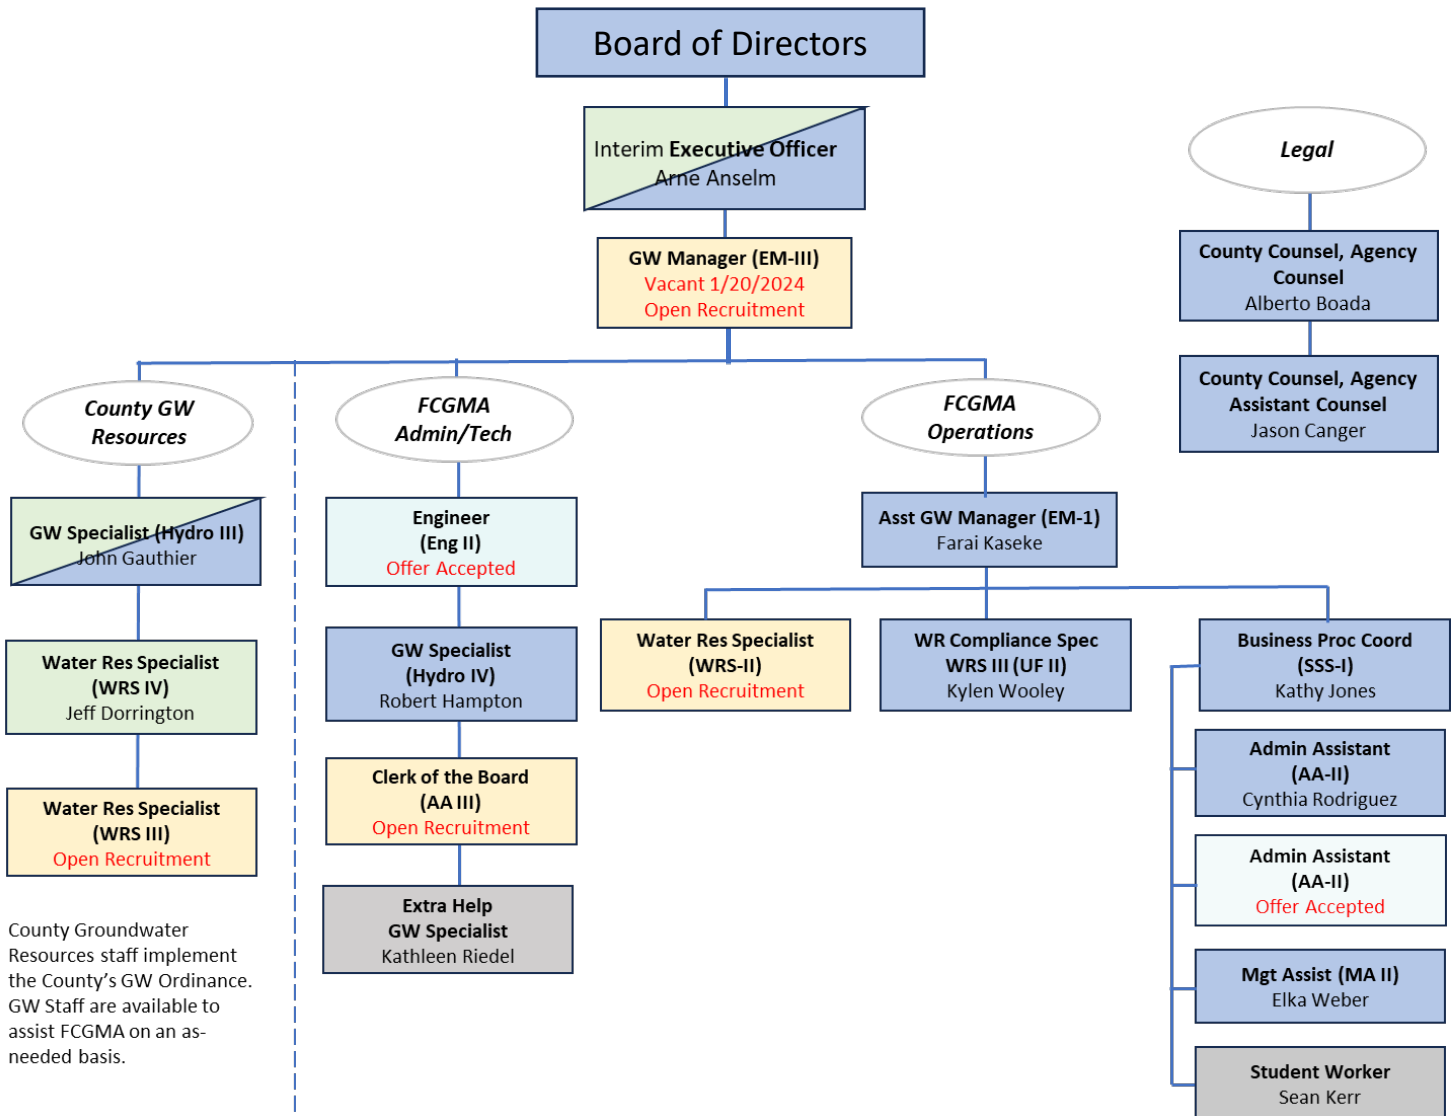 Board of Directors
Interim Executive Officer
Arne Anselm
GW Manager (EM-III)
Vacant 1/20/2024
Open Recruitment
Legal
County Counsel, Agency
Counsel
Alberto Boada
County Counsel, Agency
Assistant Counsel
Jason Canger
County GW
Resources
GW Specialist (Hydro III)
John Gauthier
Water Res Specialist
(WRS IV)
Jeff Dorrington
Water Res Specialist
(WRS III)
Open Recruitment
County Groundwater
Resources staff implement
the County's GW Ordinance.
GW Staff are available to
assist FCGMA on an as-
needed basis.
FCGMA
Admin/Tech
Engineer
(Eng II)
Offer Accepted
GW Specialist
(Hydro IV)
Robert Hampton
Clerk of the Board
(AA III)
Open Recruitment
Extra Help
GW Specialist
Kathleen Riedel
FCGMA
Operations
Asst GW Manager (EM-1)
Farai Kaseke
Water Res Specialist
(WRS-II)
Open Recruitment
WR Compliance Spec
WRS III (UF II)
Kylen Wooley
Business Proc Coord
(SSS-I)
Kathy Jones
Admin Assistant
(AA-II)
Cynthia Rodriguez
Admin Assistant
(AA-II)
Offer Accepted
Mgt Assist (MA II)
Elka Weber
Student Worker
Sean Kerr